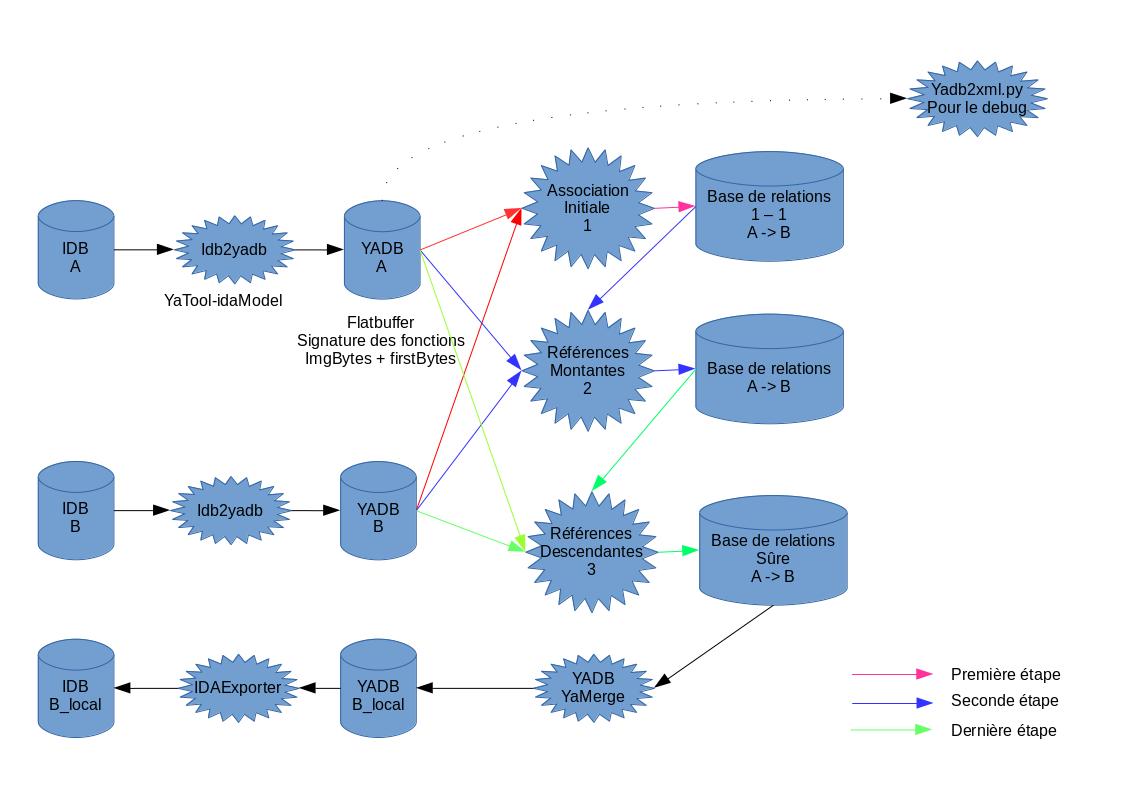 Yadb2xml.py
Pour le debug
Association
Initiale
1
Base de relations
1 – 1
A -> B
IDB
A
Idb2yadb
YaTool-idaModel
YADB
A
Flatbuffer
Signature des fonctions
ImgBytes + firstBytes
Références
Montantes
2
Base de relations
A -> B
IDB
B
Idb2yadb
YADB
B
Références
Descendantes
3
Base de relations
Sûre
A -> B
IDB
B_local
IDAExporter
YADB
B_local
YADB
YaMerge
Première étape
Seconde étape
Dernière étape